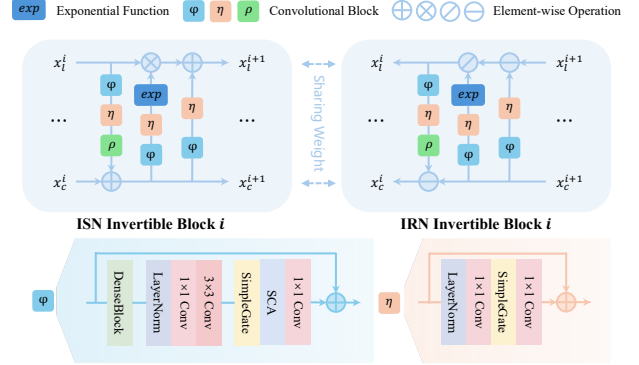 exp Exponential Function φ η ρ Convolutional Block Element-wise Operation
x_l^i x_l^{i+1} x_l^i x_l^{i+1}
φ exp η φ exp η
η η φ η η φ
... ρ φ ... Sharing Weight ... ρ φ ...
x_c^i x_c^{i+1} x_c^i x_c^{i+1}
ISN Invertible Block i IRN Invertible Block i
φ DenseBlock LayerNorm 1×1 Conv 3×3 Conv SimpleGate SCA 1×1 Conv η LayerNorm 1×1 Conv SimpleGate 1×1 Conv